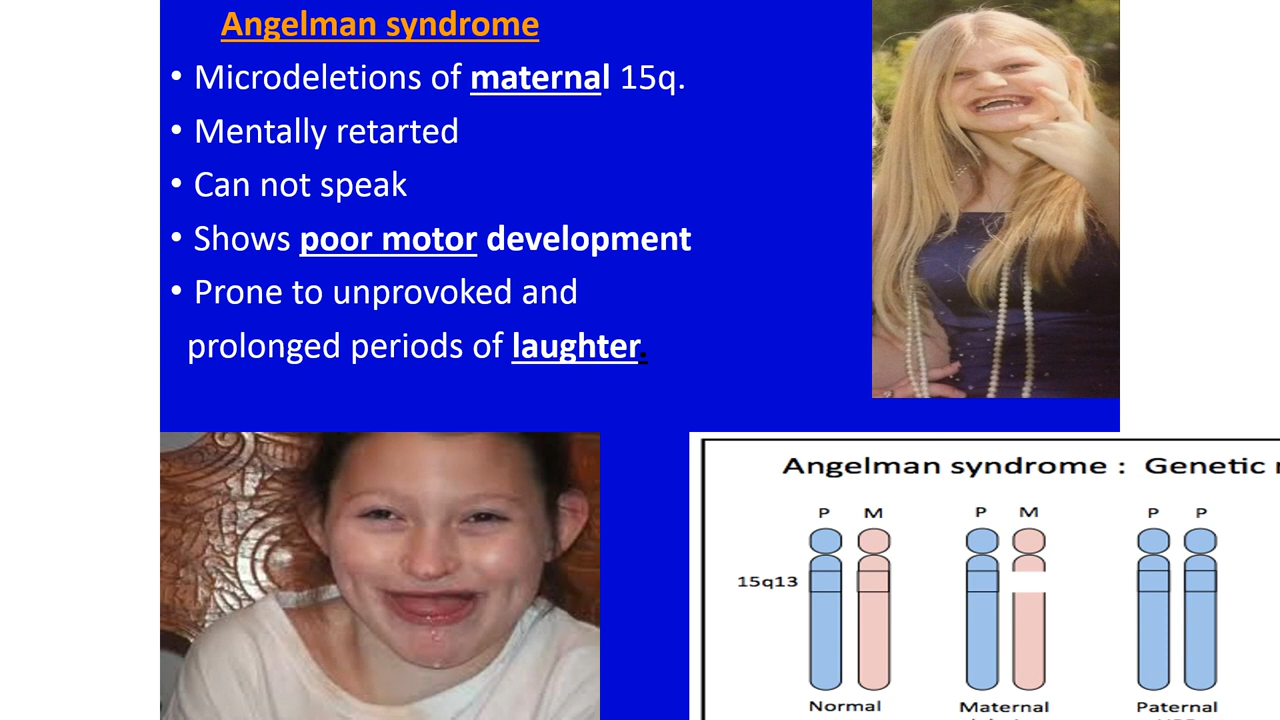 Angelman syndrome
• Microdeletions of maternal 15q.
• Mentally retarted
• Can not speak
• Shows poor motor development
• Prone to unprovoked and
prolonged periods of laughter.
Angelman syndrome : Genetic
P M P M P P
15q13
Normal Maternal Paternal